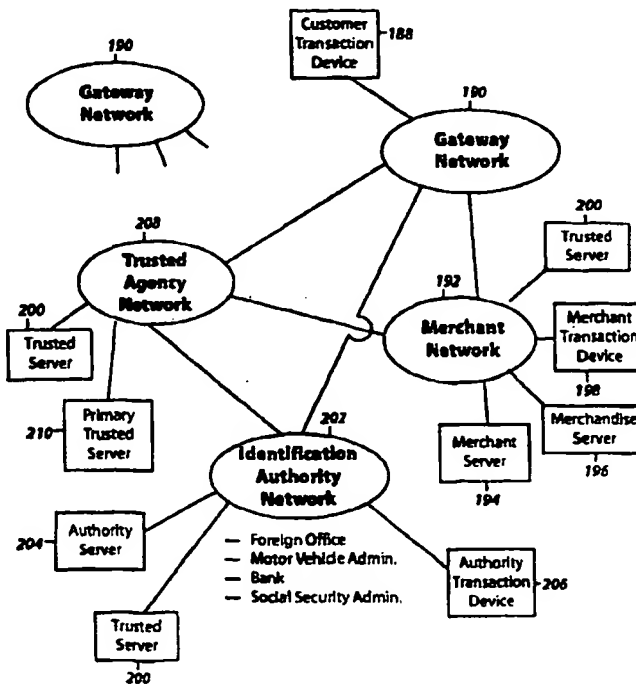 Customer
Transaction
Device
188
190
Gateway
Network
190
Gateway
Network
208
Trusted
Agency
Network
200
Trusted
Server
192
Merchant
Network
200
Trusted
Server
Merchant
Transaction
Device
198
Merchandise
Server
196
Merchant
Server
194
210
Primary
Trusted
Server
202
Identification
Authority
Network
— Foreign Office
— Motor Vehicle Admin.
— Bank
— Social Security Admin.
204
Authority
Server
Trusted
Server
200
Authority
Transaction
Device
206